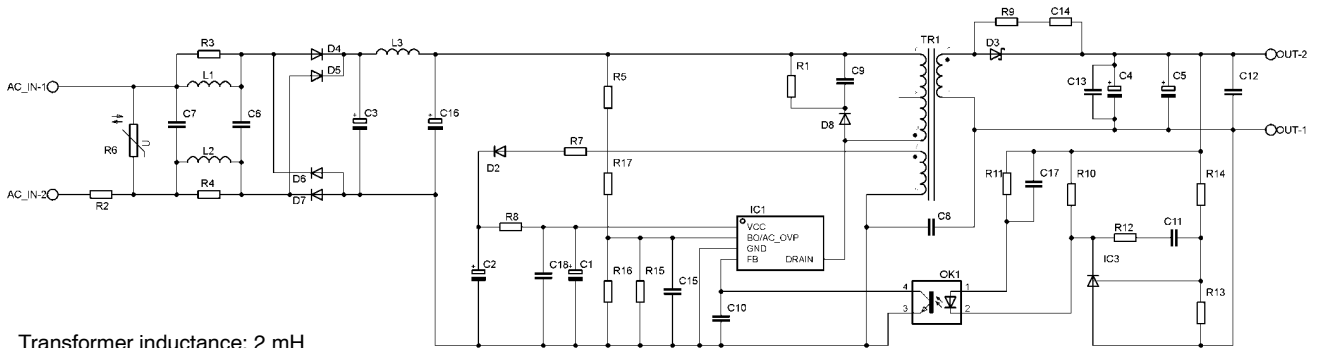 R9 C14
TR1
D3
OUT-2
R3
D4
L3
D5
L1
AC_IN-1
R1
C9
C13 C4 C5 C12
R5
D8
C7 C6 C3 C16
R6 U
OUT-1
L2
D2
R7
R17
D6
AC_IN-2
R2
R4
D7
R11 C17 R10 R14
IC1
C8
R8
VCC
BO/AC_OVP
GND
FB DRAIN
R12 C11
IC3
C2 C18 C1 R16 R15 C15
OK1
C10
4 1
3 2
R13
Transformer inductance: 2 mH